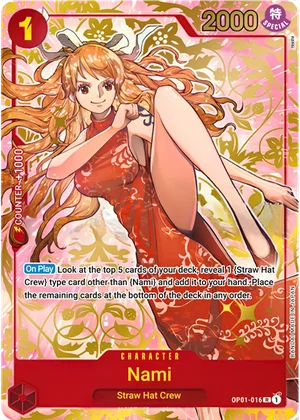 1
2000
特
SPECIAL
COUNTER +1000
On Play Look at the top 5 cards of your deck, reveal 1 {Straw Hat
Crew} type card other than [Nami] and add it to your hand. Place
the remaining cards at the bottom of the deck in any order.
CHARACTER
Nami
Straw Hat Crew
OP01-016 R 1